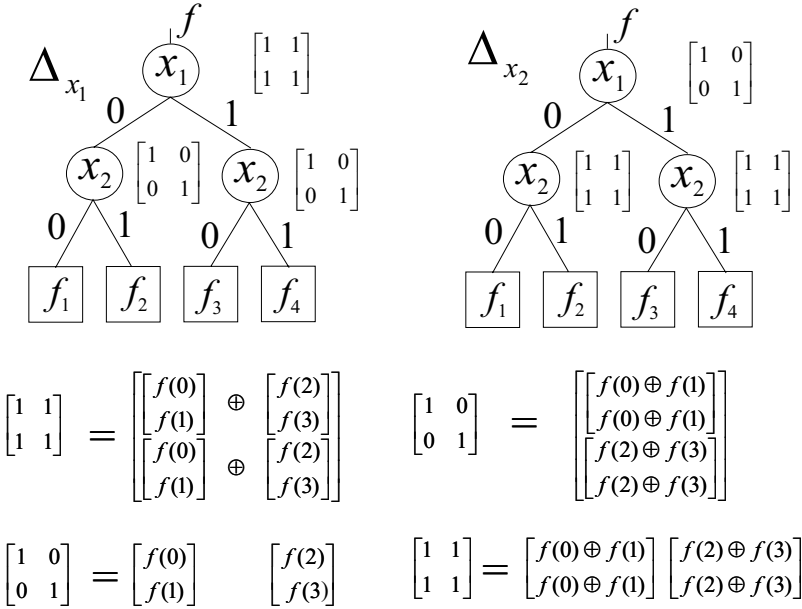 f f
Δx₁ x₁ [1 1] Δx₂ x₁ [1 0]
[1 1] [0 1]
0 1 0 1
x₂ [1 0] x₂ [1 0] x₂ [1 1] x₂ [1 1]
[0 1] [0 1] [1 1] [1 1]
0 1 0 1 0 1 0 1
f₁ f₂ f₃ f₄ f₁ f₂ f₃ f₄
[1 1] = [[f(0)] ⊕ [f(2)]] [1 0] = [[f(0)⊕f(1)]]
[1 1] [[f(1)] [f(3)]] [0 1] [[f(0)⊕f(1)]]
[[f(0)] ⊕ [f(2)]] [[f(2)⊕f(3)]]
[[f(1)] [f(3)]] [[f(2)⊕f(3)]]
[1 0] = [f(0)] [f(2)] [1 1] = [f(0)⊕f(1)] [f(2)⊕f(3)]
[0 1] [f(1)] [f(3)] [1 1] [f(0)⊕f(1)] [f(2)⊕f(3)]